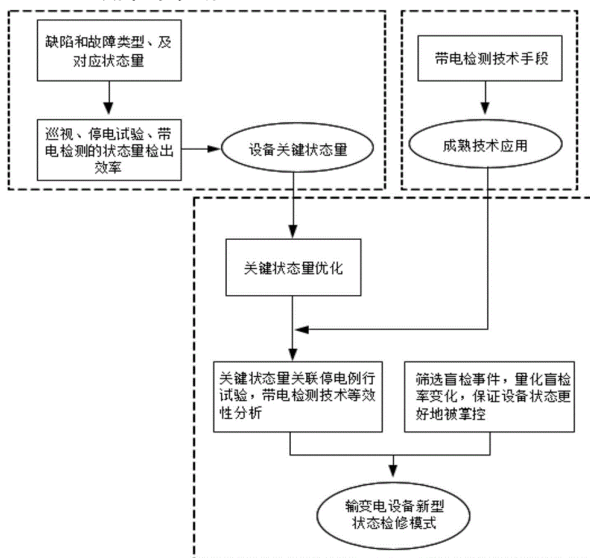 缺陷和故障类型、及
对应状态量
巡视、停电试验、带
电检测的状态量检出
效率
设备关键状态量
带电检测技术手段
成熟技术应用
关键状态量优化
关键状态量关联停电例行
试验，带电检测技术等效
性分析
筛选盲检事件，量化盲检
率变化，保证设备状态更
好地被掌控
输变电设备新型
状态检修模式